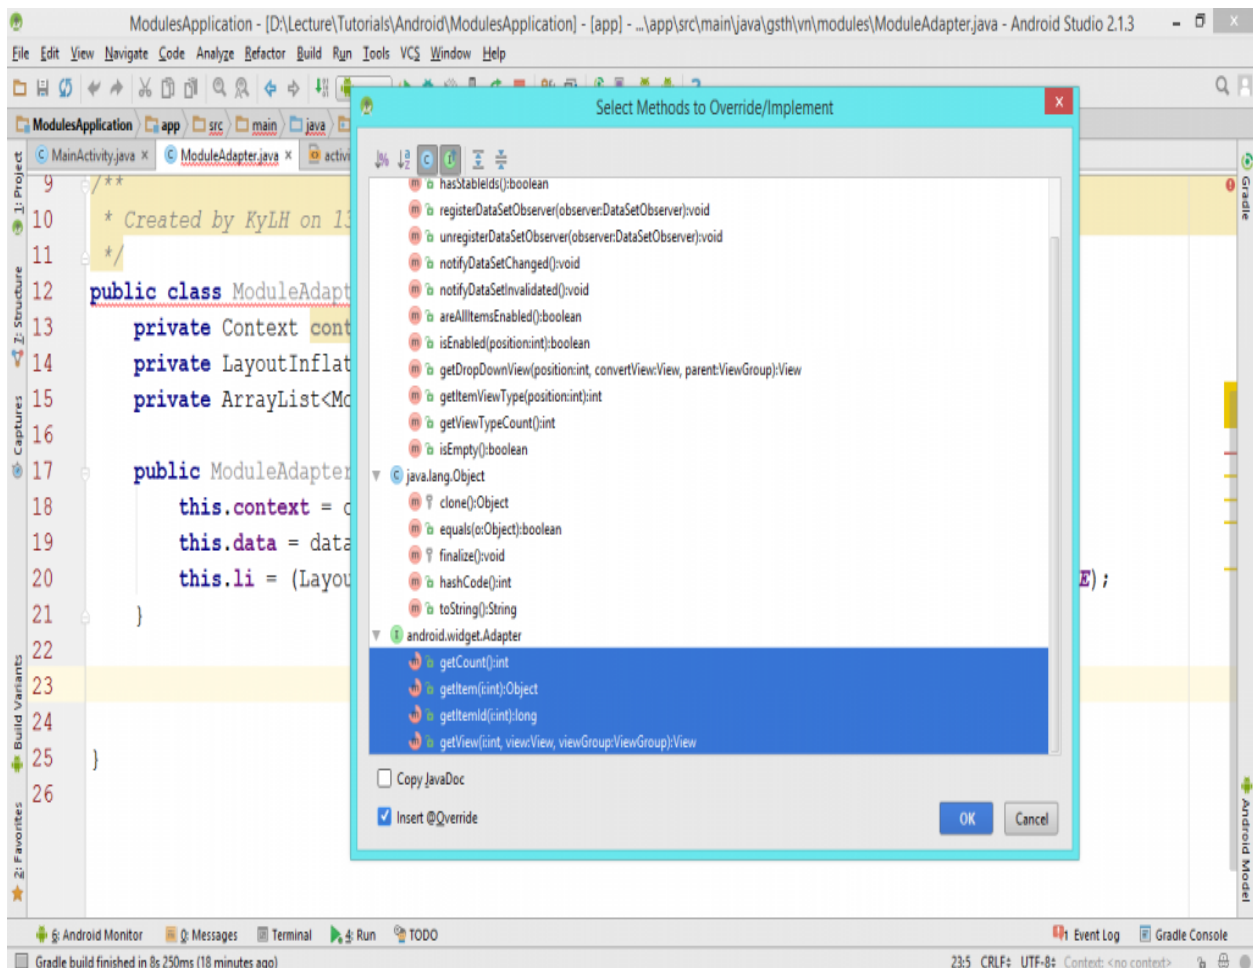 ModulesApplication - [D:\Lecture\Tutorials\Android\ModulesApplication] - [app] - ...\app\src\main\java\gsth\vn\modules\ModuleAdapter.java - Android Studio 2.1.3
File Edit View Navigate Code Analyze Refactor Build Run Tools VCS Window Help
ModulesApplication app src main java
MainActivity.java ModuleAdapter.java activi
1: Project
7: Structure
Captures
Build Variants
2: Favorites
9 /**
10 * Created by KyLH on 13
11 */
12 public class ModuleAdapt
13 private Context cont
14 private LayoutInflat
15 private ArrayList<Mo
16
17 public ModuleAdapter
18 this.context = c
19 this.data = data
20 this.li = (Layou E);
21 }
22
23
24
25 }
26
Select Methods to Override/Implement
hasStableIds():boolean
registerDataSetObserver(observer:DataSetObserver):void
unregisterDataSetObserver(observer:DataSetObserver):void
notifyDataSetChanged():void
notifyDataSetInvalidated():void
areAllItemsEnabled():boolean
isEnabled(position:int):boolean
getDropDownView(position:int, convertView:View, parent:ViewGroup):View
getItemViewType(position:int):int
getViewTypeCount():int
isEmpty():boolean
java.lang.Object
clone():Object
equals(o:Object):boolean
finalize():void
hashCode():int
toString():String
android.widget.Adapter
getCount():int
getItem(i:int):Object
getItemId(i:int):long
getView(i:int, view:View, viewGroup:ViewGroup):View
Copy JavaDoc
Insert @Override
OK Cancel
Gradle
Android Model
6: Android Monitor 0: Messages Terminal 4: Run TODO 1 Event Log Gradle Console
Gradle build finished in 8s 250ms (18 minutes ago) 23:5 CRLF UTF-8 Context: <no context>